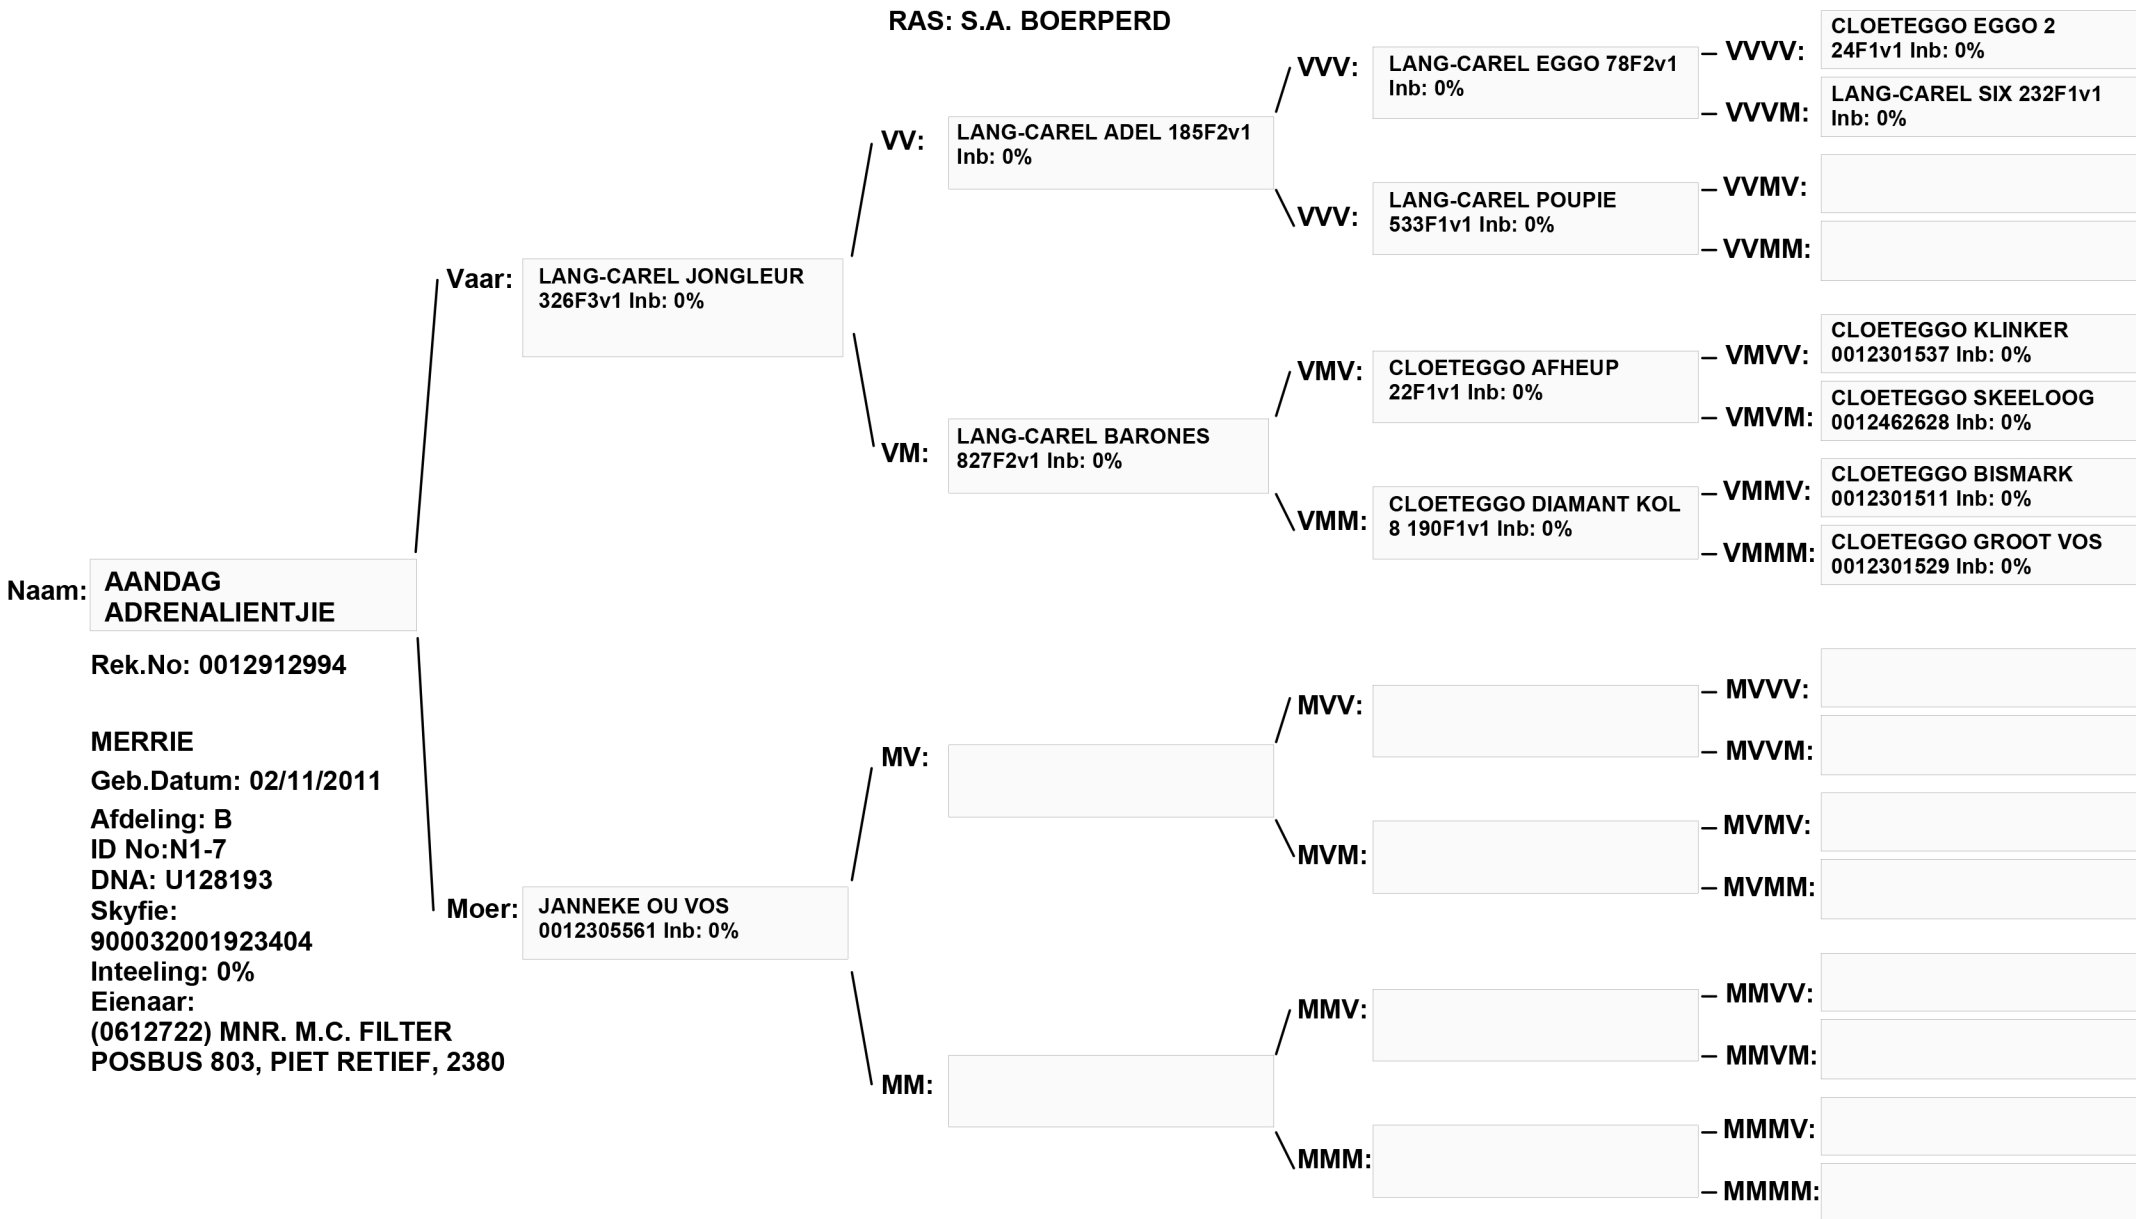 RAS: S.A. BOERPERD
Naam:
AANDAG
ADRENALIENTJIE
Rek.No: 0012912994
MERRIE
Geb.Datum: 02/11/2011
Afdeling: B
ID No:N1-7
DNA: U128193
Skyfie:
900032001923404
Inteeling: 0%
Eienaar:
(0612722) MNR. M.C. FILTER
POSBUS 803, PIET RETIEF, 2380
Vaar:
LANG-CAREL JONGLEUR
326F3v1 Inb: 0%
Moer:
JANNEKE OU VOS
0012305561 Inb: 0%
VV:
LANG-CAREL ADEL 185F2v1
Inb: 0%
VM:
LANG-CAREL BARONES
827F2v1 Inb: 0%
MV:
MM:
VVV:
LANG-CAREL EGGO 78F2v1
Inb: 0%
VVV:
LANG-CAREL POUPIE
533F1v1 Inb: 0%
VMV:
CLOETEGGO AFHEUP
22F1v1 Inb: 0%
VMM:
CLOETEGGO DIAMANT KOL
8 190F1v1 Inb: 0%
MVV:
MVM:
MMV:
MMM:
VVVV:
CLOETEGGO EGGO 2
24F1v1 Inb: 0%
VVVM:
LANG-CAREL SIX 232F1v1
Inb: 0%
VVMV:
VVMM:
VMVV:
CLOETEGGO KLINKER
0012301537 Inb: 0%
VMVM:
CLOETEGGO SKEELOOG
0012462628 Inb: 0%
VMMV:
CLOETEGGO BISMARK
0012301511 Inb: 0%
VMMM:
CLOETEGGO GROOT VOS
0012301529 Inb: 0%
MVVV:
MVVM:
MVMV:
MVMM:
MMVV:
MMVM:
MMMV:
MMMM: